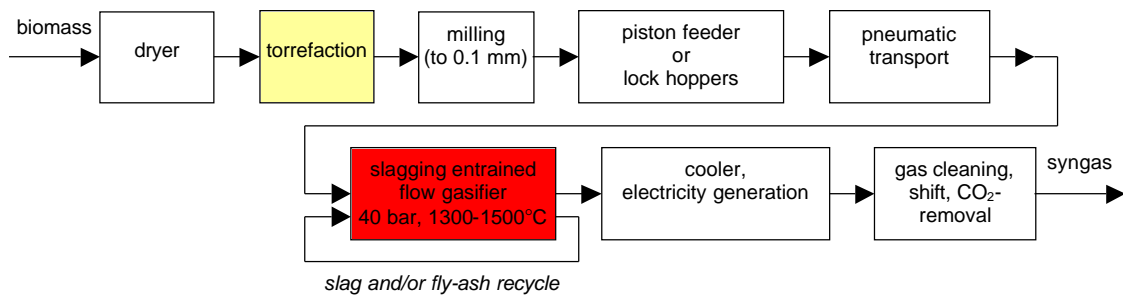 biomass
dryer
torrefaction
milling
(to 0.1 mm)
piston feeder
or
lock hoppers
pneumatic
transport
slagging entrained
flow gasifier
40 bar, 1300-1500°C
cooler,
electricity generation
gas cleaning,
shift, CO₂-
removal
syngas
slag and/or fly-ash recycle